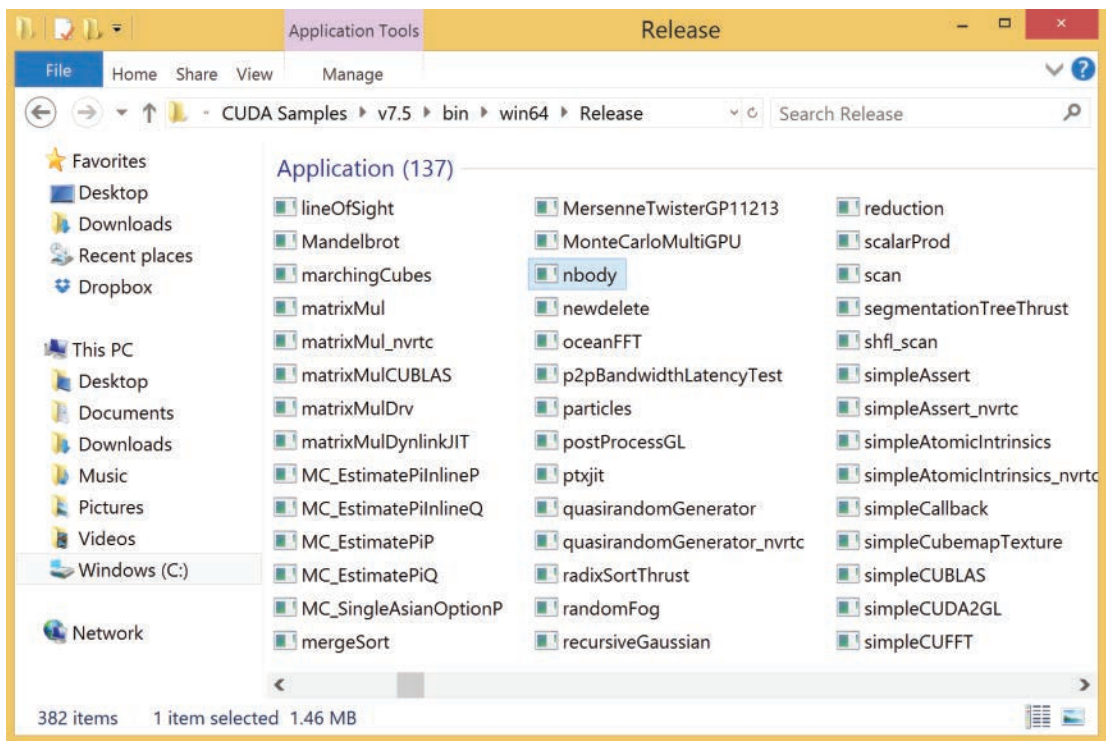 Application Tools
Release
File
Home
Share
View
Manage
CUDA Samples
v7.5
bin
win64
Release
Search Release
Favorites
Desktop
Downloads
Recent places
Dropbox
This PC
Desktop
Documents
Downloads
Music
Pictures
Videos
Windows (C:)
Network
Application (137)
lineOfSight
Mandelbrot
marchingCubes
matrixMul
matrixMul_nvrtc
matrixMulCUBLAS
matrixMulDrv
matrixMulDynlinkJIT
MC_EstimatePiInlineP
MC_EstimatePiInlineQ
MC_EstimatePiP
MC_EstimatePiQ
MC_SingleAsianOptionP
mergeSort
MersenneTwisterGP11213
MonteCarloMultiGPU
nbody
newdelete
oceanFFT
p2pBandwidthLatencyTest
particles
postProcessGL
ptxjit
quasirandomGenerator
quasirandomGenerator_nvrtc
radixSortThrust
randomFog
recursiveGaussian
reduction
scalarProd
scan
segmentationTreeThrust
shfl_scan
simpleAssert
simpleAssert_nvrtc
simpleAtomicIntrinsics
simpleAtomicIntrinsics_nvrtc
simpleCallback
simpleCubemapTexture
simpleCUBLAS
simpleCUDA2GL
simpleCUFFT
382 items
1 item selected 1.46 MB